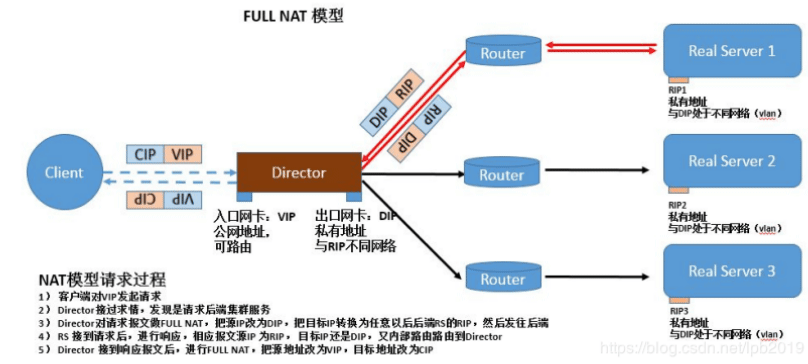 FULL NAT 模型
Router
Real Server 1
RIP1
私有地址
与DIP处于不同网络（vlan）
DIP RIP
RIP DIP
CIP VIP
Client
VIP CIP
Director
Router
Real Server 2
RIP2
私有地址
与DIP处于不同网络（vlan）
入口网卡：VIP
公网地址，
可路由
出口网卡：DIP
私有地址
与RIP不同网络
Router
Real Server 3
RIP3
私有地址
与DIP处于不同网络（vlan）
NAT模型请求过程
1） 客户端对VIP发起请求
2） Director接过求情，发现是请求后端集群服务
3） Director对请求报文做FULL NAT，把源IP改为DIP，把目标IP转换为任意以后后端RS的RIP，然后发往后端
4） RS 接到请求后，进行响应，相应报文源IP 为RIP，目标IP还是DIP，又内部路由路由到Director
5） Director 接到响应报文后，进行FULL NAT，把源地址改为VIP，目标地址改为CIP
https://blog.csdn.net/lpb2019